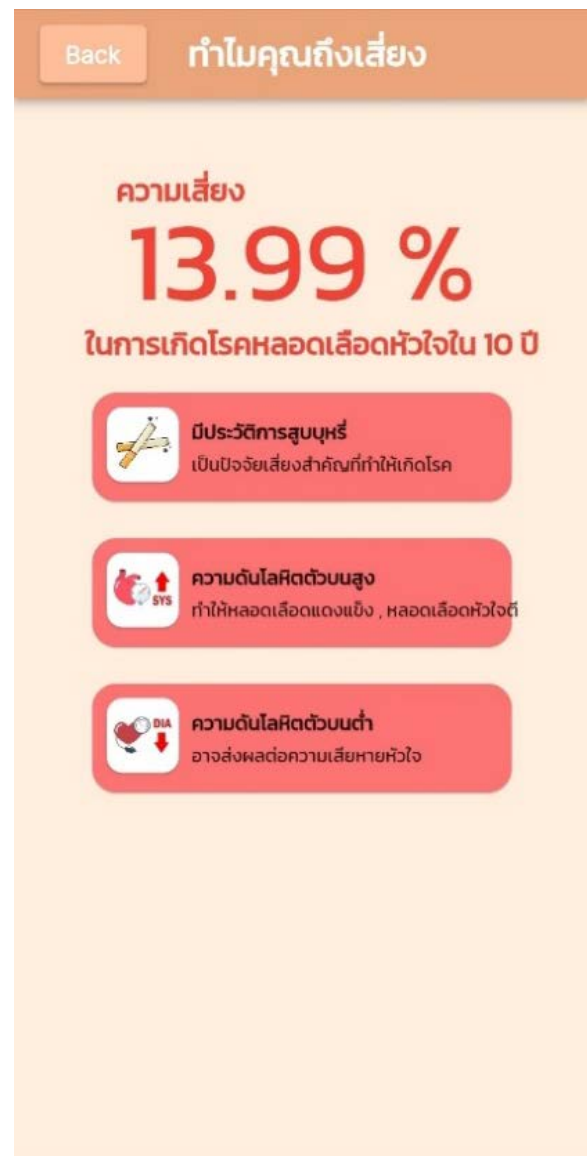 Back
ทำไมคุณถึงเสี่ยง
ความเสี่ยง
13.99 %
ในการเกิดโรคหลอดเลือดหัวใจใน 10 ปี
มีประวัติการสูบบุหรี่
เป็นปัจจัยเสี่ยงสำคัญที่ทำให้เกิดโรค
SYS
ความดันโลหิตตัวบนสูง
ทำให้หลอดเลือดแดงแข็ง , หลอดเลือดหัวใจตี
DIA
ความดันโลหิตตัวบนต่ำ
อาจส่งผลต่อความเสียหายหัวใจ